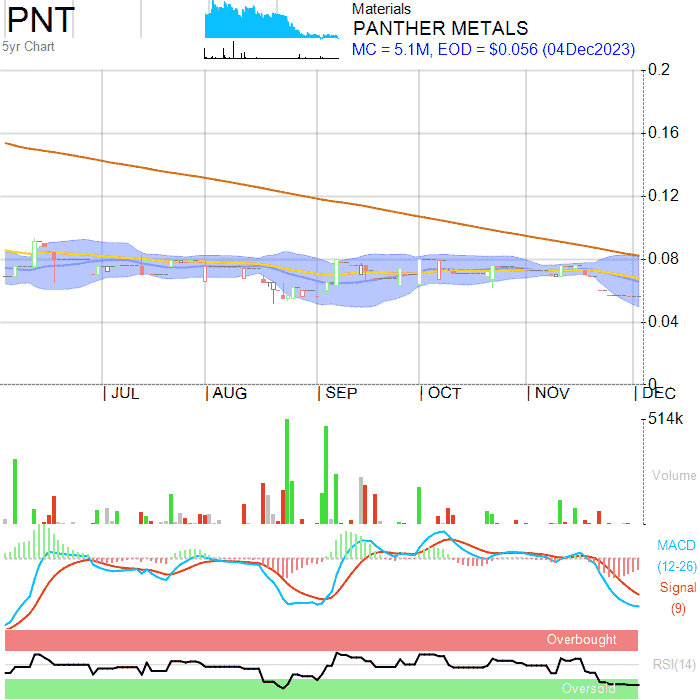 PNT
5yr Chart
Materials
PANTHER METALS
MC = 5.1M, EOD = $0.056 (04Dec2023)
0.2
0.16
0.12
0.08
0.04
0
JUL
AUG
SEP
OCT
NOV
DEC
514k
Volume
MACD
(12-26)
Signal
(9)
Overbought
RSI(14)
Oversold